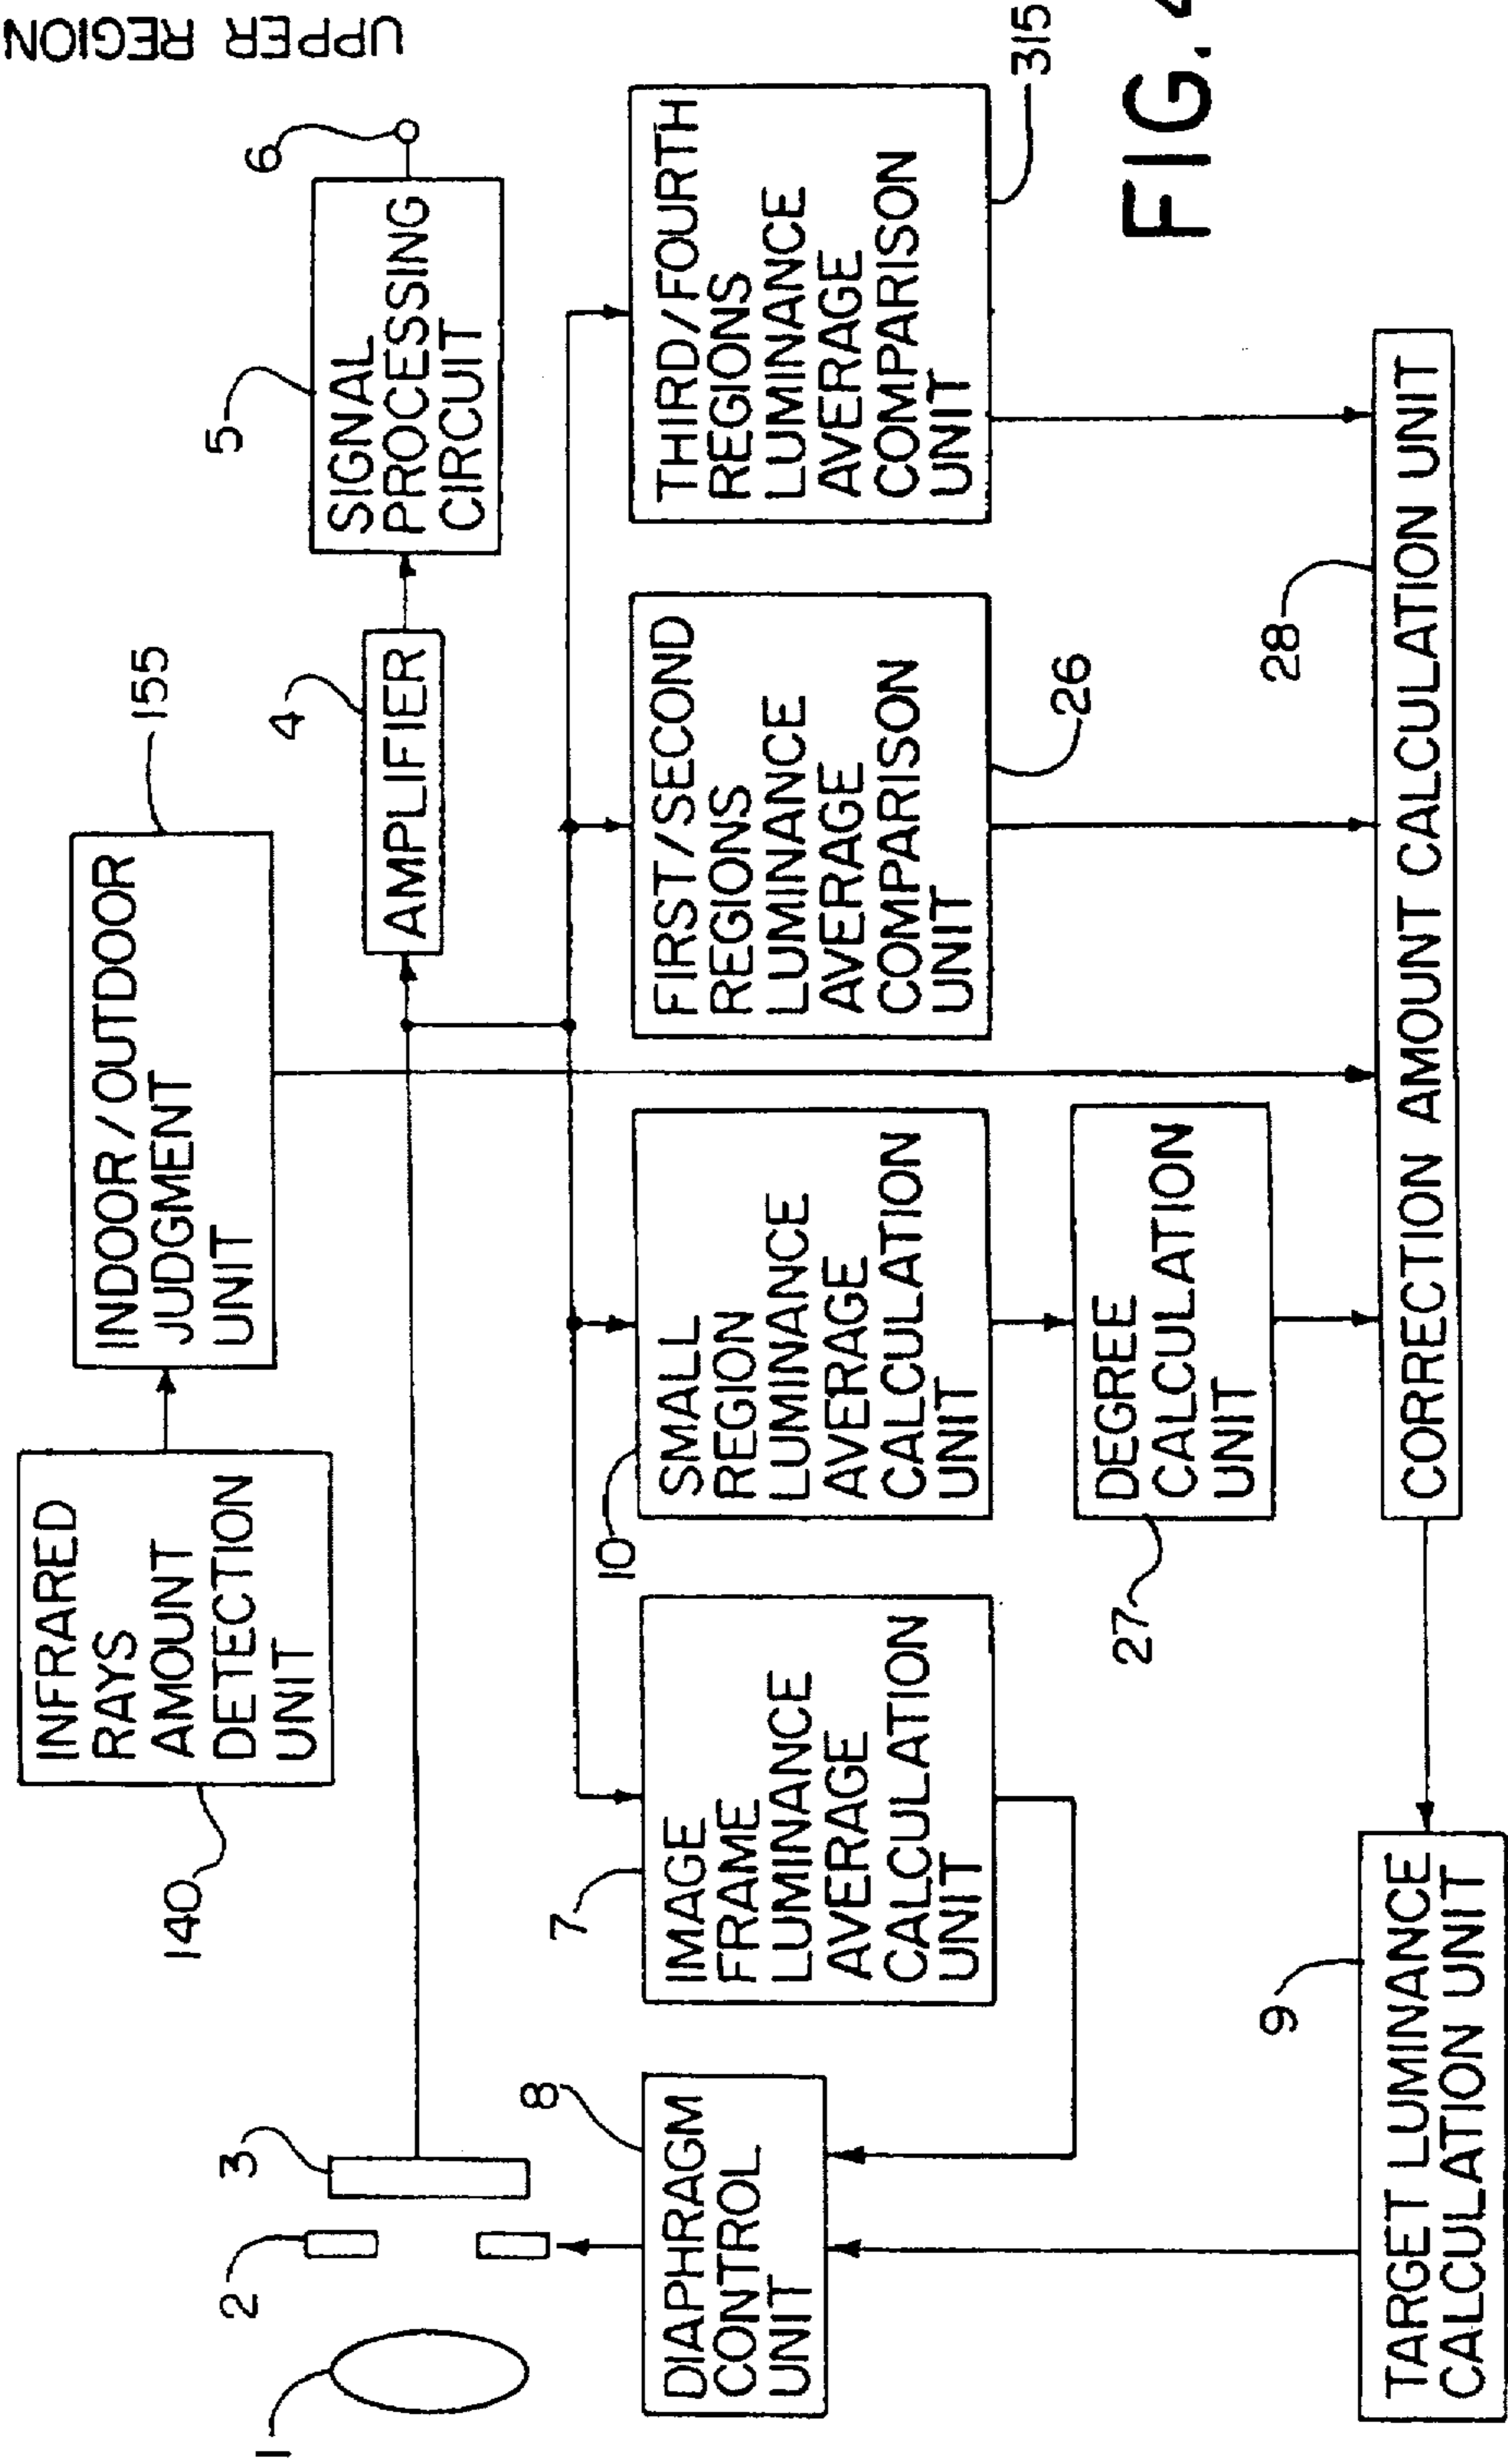 UPPER REGION
INFRARED
RAYS
AMOUNT
DETECTION
UNIT
140
INDOOR/OUTDOOR
JUDGMENT
UNIT
155
1
2
3
AMPLIFIER
4
SIGNAL
PROCESSING
CIRCUIT
5
6
DIAPHRAGM
CONTROL
UNIT
8
IMAGE
FRAME
LUMINANCE
AVERAGE
CALCULATION
UNIT
7
SMALL
REGION
LUMINANCE
AVERAGE
CALCULATION
UNIT
10
FIRST/SECOND
REGIONS
LUMINANCE
AVERAGE
COMPARISON
UNIT
26
THIRD/FOURTH
REGIONS
LUMINANCE
AVERAGE
COMPARISON
UNIT
315
DEGREE
CALCULATION
UNIT
27
TARGET LUMINANCE
CALCULATION UNIT
9
CORRECTION AMOUNT CALCULATION UNIT
28
FIG.